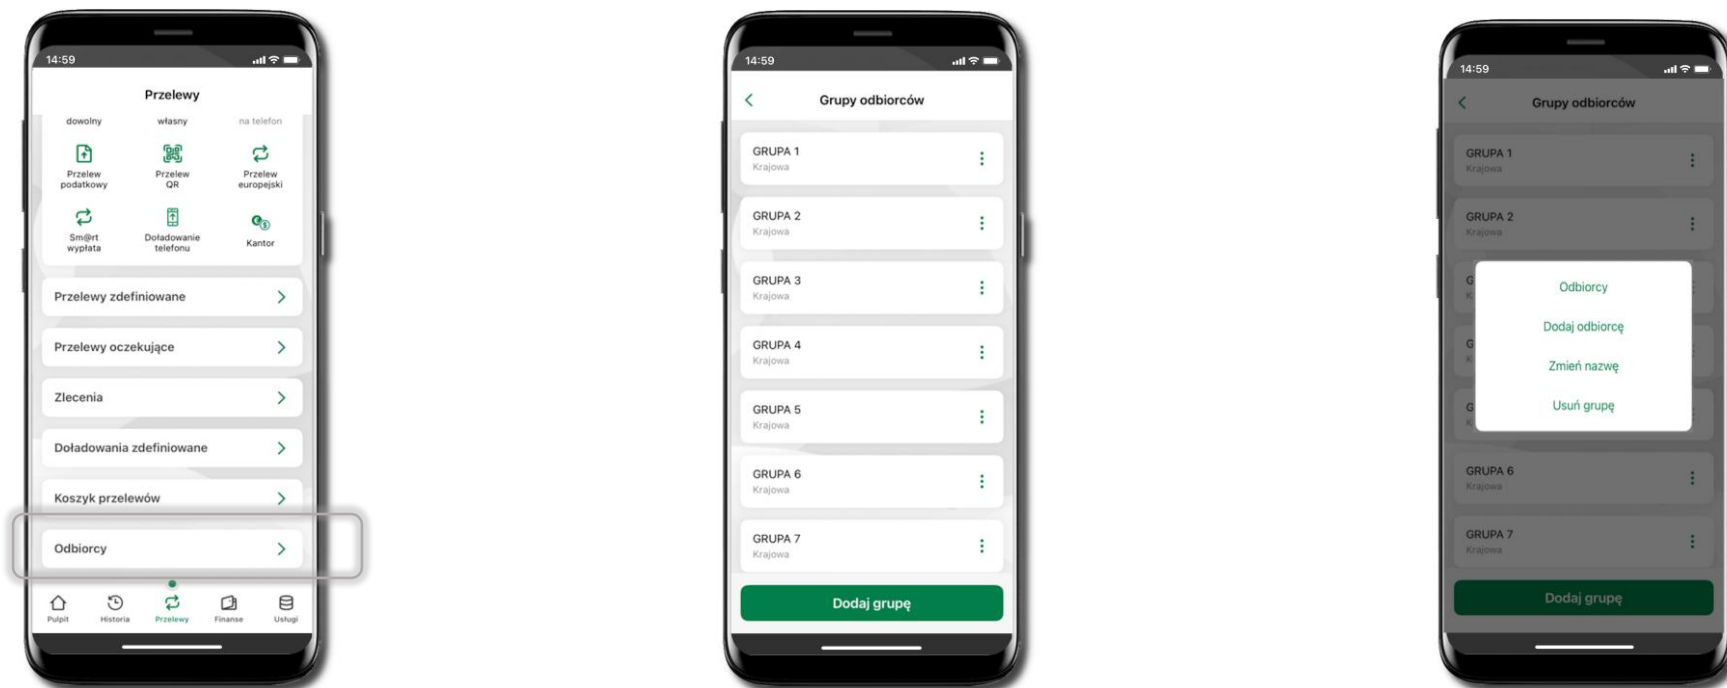 14:59
Przelewy
dowolny
własny
na telefon
Przelew
podatkowy
Przelew
QR
Przelew
europejski
Sm@rt
wypłata
Doładowanie
telefonu
Kantor
Przelewy zdefiniowane
Przelewy oczekujące
Zlecenia
Doładowania zdefiniowane
Koszyk przelewów
Odbiorcy
Pulpit
Historia
Przelewy
Finanse
Usługi
14:59
Grupy odbiorców
GRUPA 1
Krajowa
GRUPA 2
Krajowa
GRUPA 3
Krajowa
GRUPA 4
Krajowa
GRUPA 5
Krajowa
GRUPA 6
Krajowa
GRUPA 7
Krajowa
Dodaj grupę
14:59
Grupy odbiorców
GRUPA 1
Krajowa
GRUPA 2
Krajowa
G
K
Odbiorcy
Dodaj odbiorcę
G
K
Zmień nazwę
Usuń grupę
G
K
GRUPA 6
Krajowa
GRUPA 7
Krajowa
Dodaj grupę